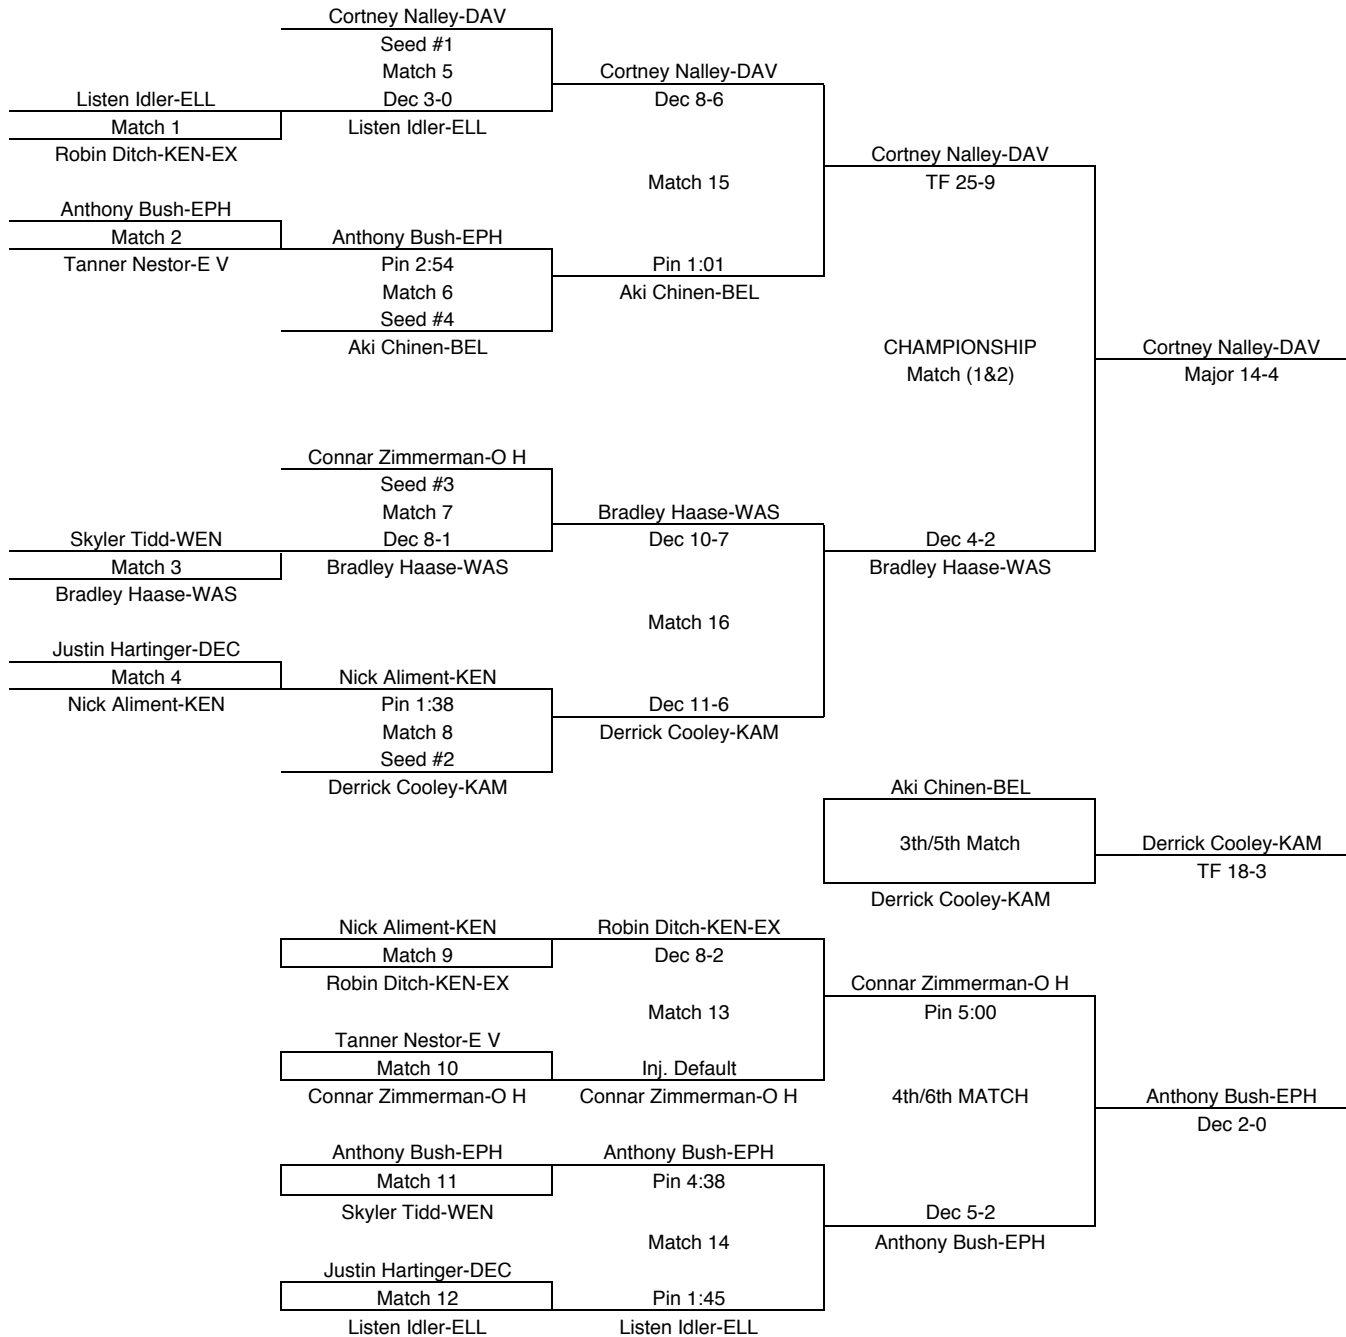 Cortney Nalley-DAV
Seed #1
Match 5
Cortney Nalley-DAV
Listen Idler-ELL
Dec 3-0
Dec 8-6
Match 1
Listen Idler-ELL
Robin Ditch-KEN-EX
Cortney Nalley-DAV
Match 15
TF 25-9
Anthony Bush-EPH
Match 2
Anthony Bush-EPH
Tanner Nestor-E V
Pin 2:54
Pin 1:01
Match 6
Aki Chinen-BEL
Seed #4
Aki Chinen-BEL
CHAMPIONSHIP
Cortney Nalley-DAV
Match (1&2)
Major 14-4
Connar Zimmerman-O H
Seed #3
Match 7
Bradley Haase-WAS
Skyler Tidd-WEN
Dec 8-1
Dec 10-7
Dec 4-2
Match 3
Bradley Haase-WAS
Bradley Haase-WAS
Bradley Haase-WAS
Match 16
Justin Hartinger-DEC
Match 4
Nick Aliment-KEN
Nick Aliment-KEN
Pin 1:38
Dec 11-6
Match 8
Derrick Cooley-KAM
Seed #2
Derrick Cooley-KAM
Aki Chinen-BEL
3th/5th Match
Derrick Cooley-KAM
TF 18-3
Derrick Cooley-KAM
Nick Aliment-KEN
Robin Ditch-KEN-EX
Match 9
Dec 8-2
Robin Ditch-KEN-EX
Connar Zimmerman-O H
Match 13
Pin 5:00
Tanner Nestor-E V
Match 10
Inj. Default
Connar Zimmerman-O H
Connar Zimmerman-O H
4th/6th MATCH
Anthony Bush-EPH
Dec 2-0
Anthony Bush-EPH
Anthony Bush-EPH
Match 11
Pin 4:38
Skyler Tidd-WEN
Dec 5-2
Match 14
Anthony Bush-EPH
Justin Hartinger-DEC
Match 12
Pin 1:45
Listen Idler-ELL
Listen Idler-ELL